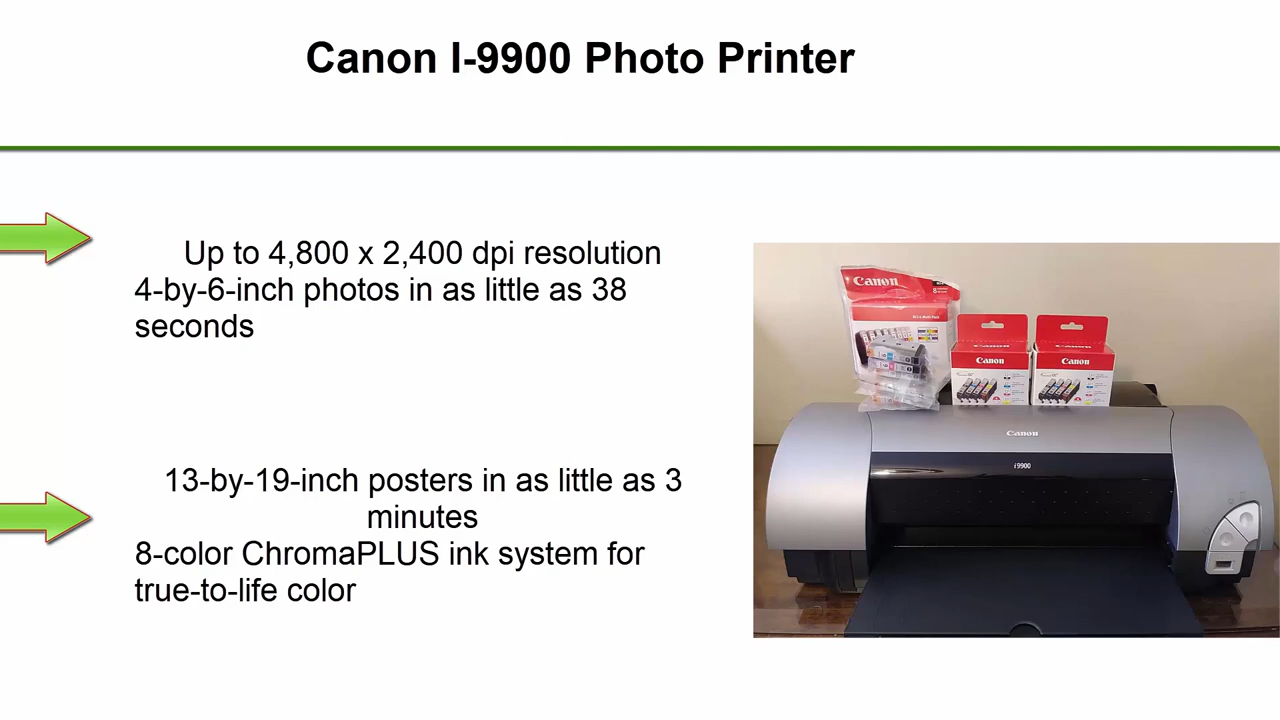 Canon I-9900 Photo Printer
Up to 4,800 x 2,400 dpi resolution
4-by-6-inch photos in as little as 38
seconds
13-by-19-inch posters in as little as 3
minutes
8-color ChromaPLUS ink system for
true-to-life color
Canon
Canon
Canon
Canon
i9900